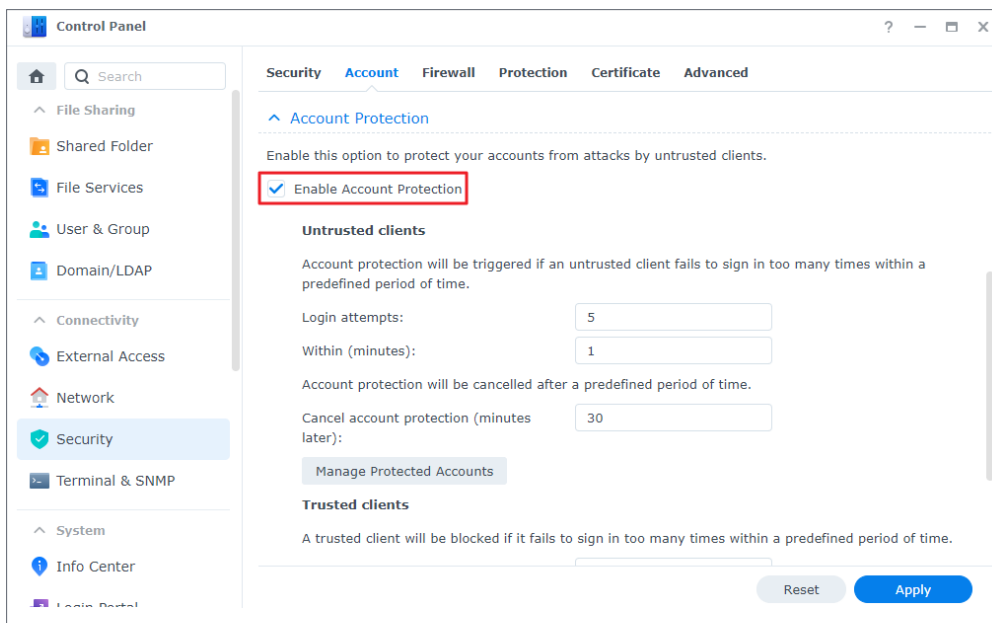 Control Panel
Search
File Sharing
Shared Folder
File Services
User & Group
Domain/LDAP
Connectivity
External Access
Network
Security
Terminal & SNMP
System
Info Center
Login Portal
Security Account Firewall Protection Certificate Advanced
Account Protection
Enable this option to protect your accounts from attacks by untrusted clients.
Enable Account Protection
Untrusted clients
Account protection will be triggered if an untrusted client fails to sign in too many times within a
predefined period of time.
Login attempts: 5
Within (minutes): 1
Account protection will be cancelled after a predefined period of time.
Cancel account protection (minutes 30
later):
Manage Protected Accounts
Trusted clients
A trusted client will be blocked if it fails to sign in too many times within a predefined period of time.
Reset Apply